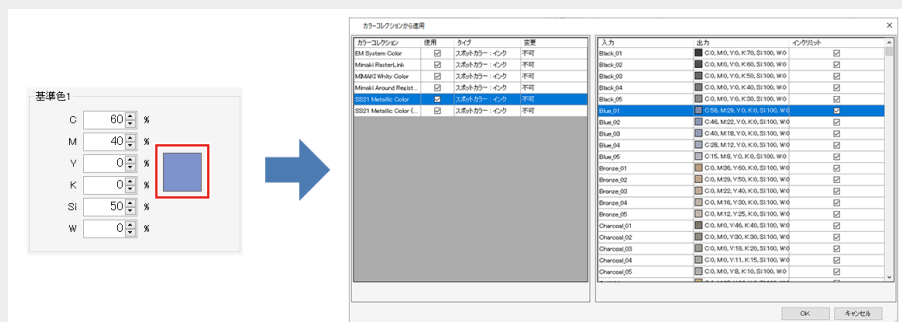 基準色1
C 60 %
M 40 %
Y 0 %
K 0 %
Si 50 %
W 0 %
カラーコレクションから適用
カラーコレクション 使用 タイプ 変更
EM System Color スポットカラー：インク 不可
Mimaki RasterLink スポットカラー：インク 不可
MIMAKI Whity Color スポットカラー：インク 不可
Mimaki Around Regist... スポットカラー：インク 不可
SS21 Metallic Color スポットカラー：インク 不可
SS21 Metallic Color (... スポットカラー：インク 不可
入力 出力 インクリミット
Black_01 C:0, M:0, Y:0, K:70, Si:100, W:0
Black_02 C:0, M:0, Y:0, K:60, Si:100, W:0
Black_03 C:0, M:0, Y:0, K:50, Si:100, W:0
Black_04 C:0, M:0, Y:0, K:40, Si:100, W:0
Black_05 C:0, M:0, Y:0, K:30, Si:100, W:0
Blue_01 C:56, M:29, Y:0, K:0, Si:100, W:0
Blue_02 C:46, M:22, Y:0, K:0, Si:100, W:0
Blue_03 C:40, M:18, Y:0, K:0, Si:100, W:0
Blue_04 C:28, M:12, Y:0, K:0, Si:100, W:0
Blue_05 C:15, M:8, Y:0, K:0, Si:100, W:0
Bronze_01 C:0, M:36, Y:60, K:0, Si:100, W:0
Bronze_02 C:0, M:29, Y:50, K:0, Si:100, W:0
Bronze_03 C:0, M:22, Y:40, K:0, Si:100, W:0
Bronze_04 C:0, M:16, Y:30, K:0, Si:100, W:0
Bronze_05 C:0, M:12, Y:25, K:0, Si:100, W:0
Charcoal_01 C:0, M:0, Y:46, K:40, Si:100, W:0
Charcoal_02 C:0, M:0, Y:30, K:30, Si:100, W:0
Charcoal_03 C:0, M:0, Y:18, K:20, Si:100, W:0
Charcoal_04 C:0, M:0, Y:11, K:15, Si:100, W:0
Charcoal_05 C:0, M:0, Y:8, K:10, Si:100, W:0
OK キャンセル